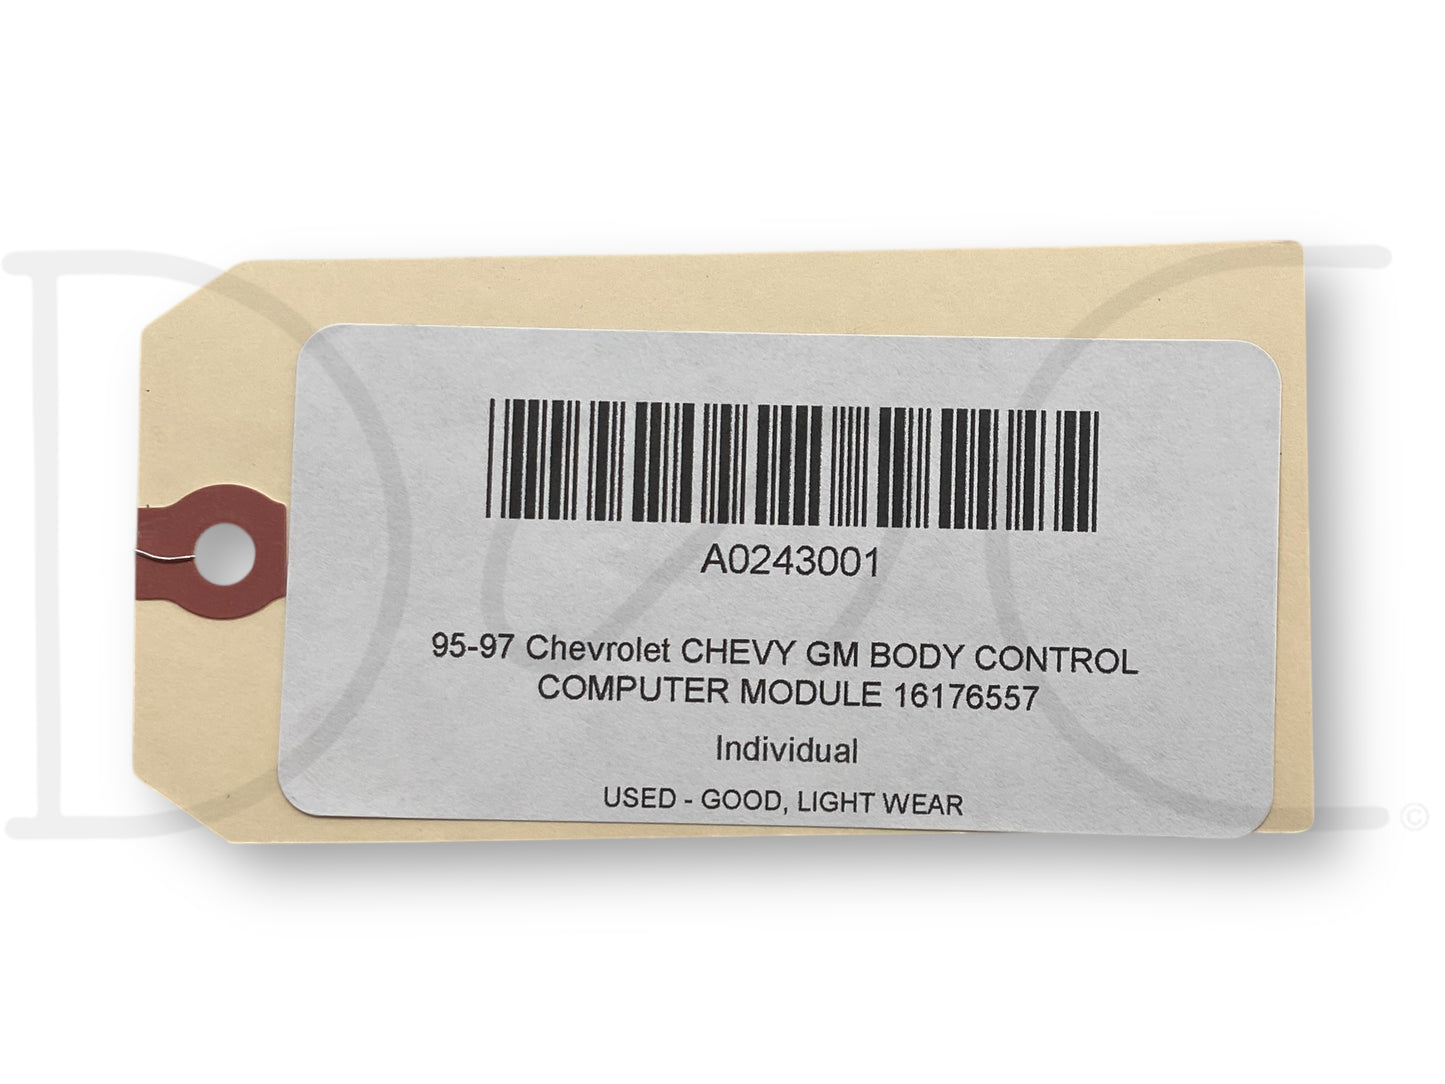 A0243001
95-97 Chevrolet CHEVY GM BODY CONTROL
COMPUTER MODULE 16176557
Individual
USED - GOOD, LIGHT WEAR
©